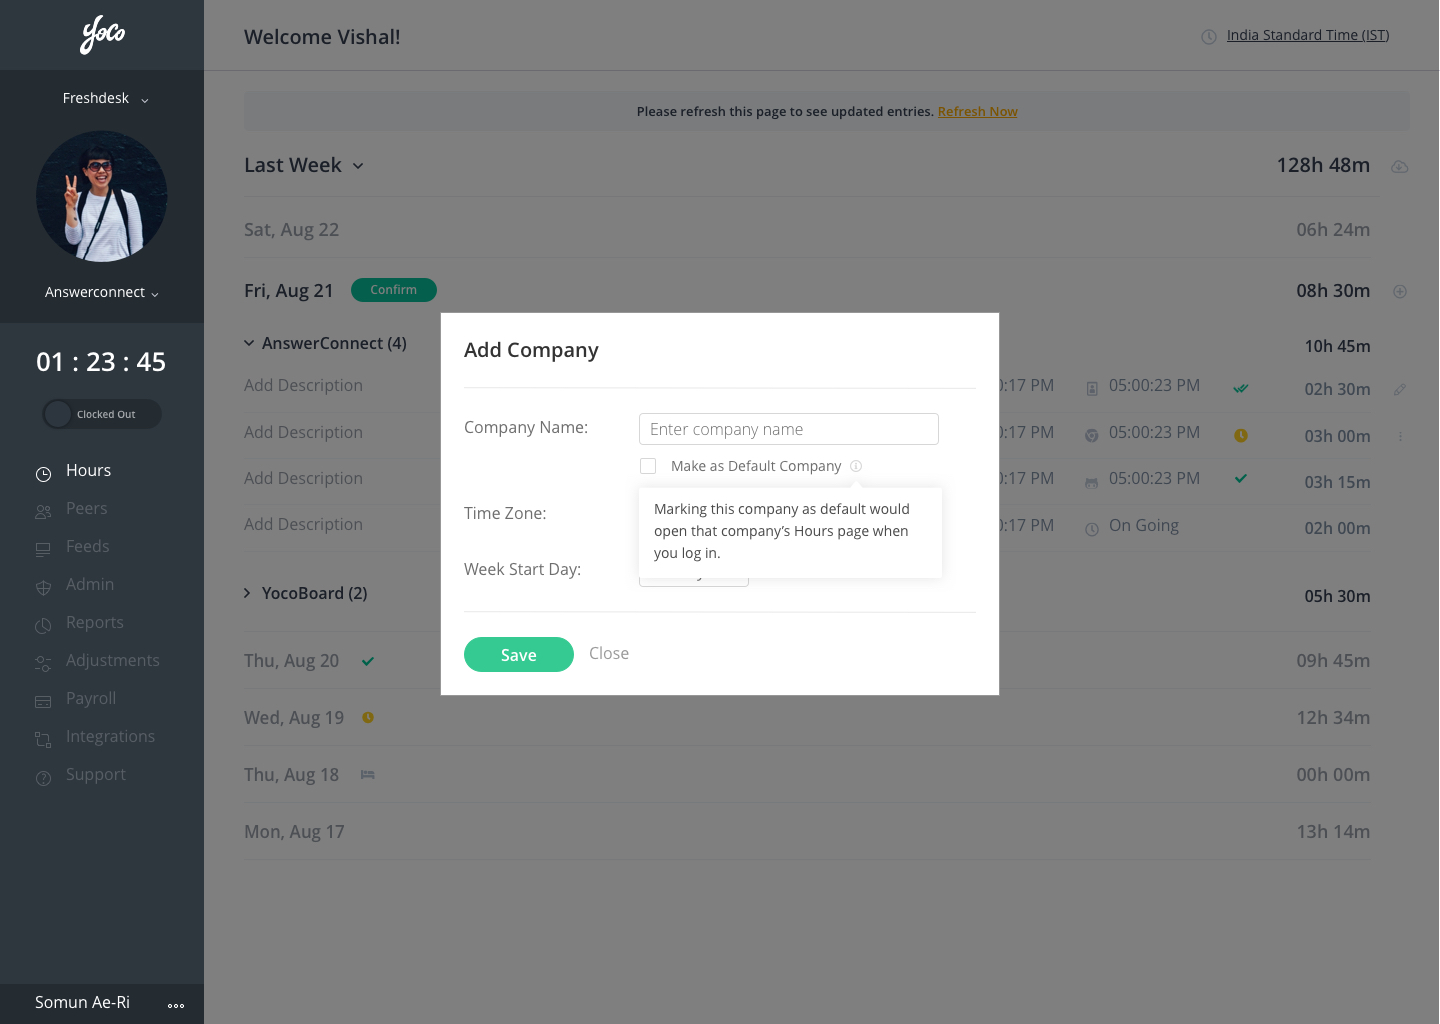 Yoco
Freshdesk
Answerconnect
01 : 23 : 45
Clocked Out
Hours
Peers
Feeds
Admin
Reports
Adjustments
Payroll
Integrations
Support
Somun Ae-Ri
Welcome Vishal!
India Standard Time (IST)
Please refresh this page to see updated entries. Refresh Now
Last Week 128h 48m
Sat, Aug 22 06h 24m
Fri, Aug 21 Confirm 08h 30m
AnswerConnect (4) 10h 45m
Add Description 0:17 PM 05:00:23 PM 02h 30m
Add Description 0:17 PM 05:00:23 PM 03h 00m
Add Description 0:17 PM 05:00:23 PM 03h 15m
Add Description 0:17 PM On Going 02h 00m
YocoBoard (2) 05h 30m
Thu, Aug 20 09h 45m
Wed, Aug 19 12h 34m
Thu, Aug 18 00h 00m
Mon, Aug 17 13h 14m
Add Company
Company Name: Enter company name
Make as Default Company
Marking this company as default would
open that company’s Hours page when
you log in.
Time Zone:
Week Start Day:
Save Close